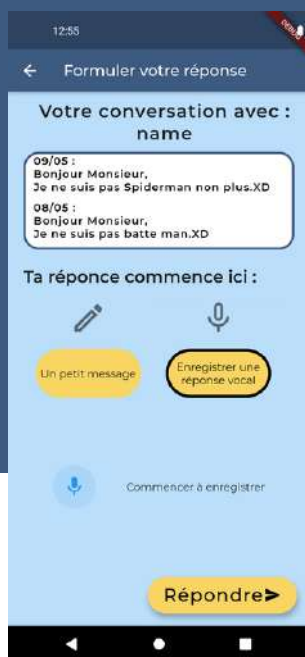 12:55
DEBUG
Formuler votre réponse
Votre conversation avec :
name
09/05 :
Bonjour Monsieur,
Je ne suis pas Spiderman non plus.XD
08/05 :
Bonjour Monsieur,
Je ne suis pas batte man.XD
Ta réponce commence ici :
Un petit message
Enregistrer une
réponse vocal
Commencer à enregistrer
Répondre